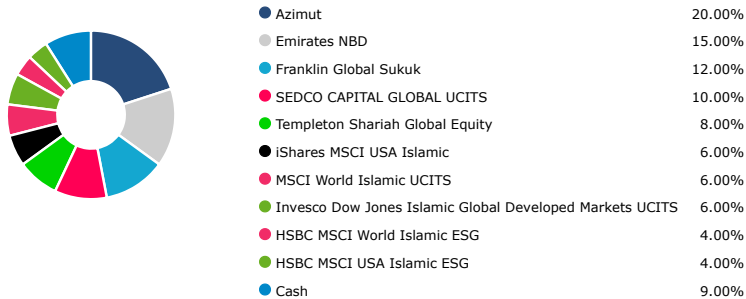 Azimut 20.00%
Emirates NBD 15.00%
Franklin Global Sukuk 12.00%
SEDCO CAPITAL GLOBAL UCITS 10.00%
Templeton Shariah Global Equity 8.00%
iShares MSCI USA Islamic 6.00%
MSCI World Islamic UCITS 6.00%
Invesco Dow Jones Islamic Global Developed Markets UCITS 6.00%
HSBC MSCI World Islamic ESG 4.00%
HSBC MSCI USA Islamic ESG 4.00%
Cash 9.00%